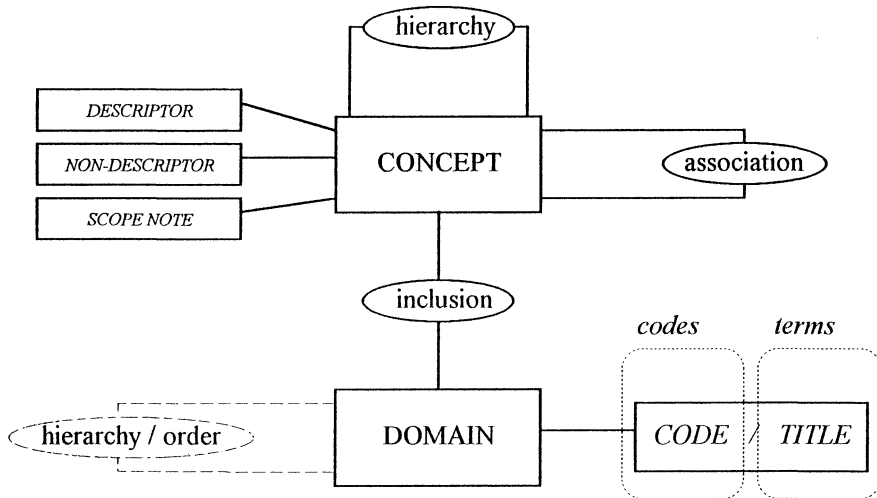 hierarchy
DESCRIPTOR
CONCEPT
NON-DESCRIPTOR
association
SCOPE NOTE
inclusion
codes terms
hierarchy / order
DOMAIN
CODE / TITLE